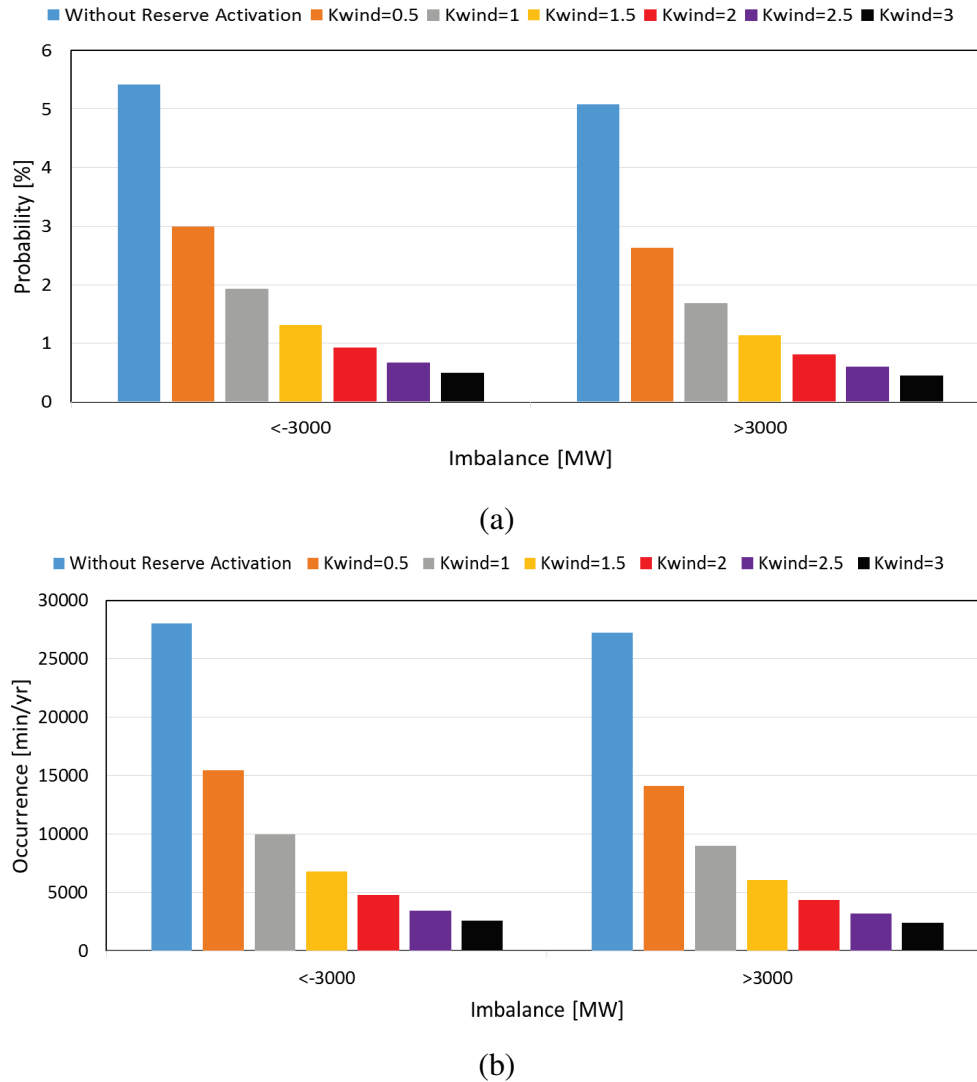 Without Reserve Activation Kwind=0.5 Kwind=1 Kwind=1.5 Kwind=2 Kwind=2.5 Kwind=3
6
5
4
3
2
1
0
Probability [%]
<-3000 >3000
Imbalance [MW]
(a)
Without Reserve Activation Kwind=0.5 Kwind=1 Kwind=1.5 Kwind=2 Kwind=2.5 Kwind=3
30000
25000
20000
15000
10000
5000
0
Occurrence [min/yr]
<-3000 >3000
Imbalance [MW]
(b)